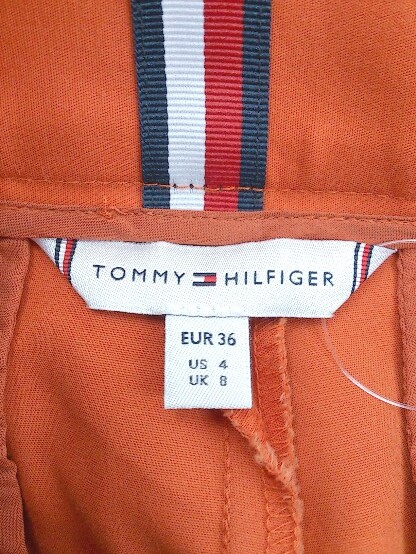 TOMMY HILFIGER
EUR 36
US 4
UK 8